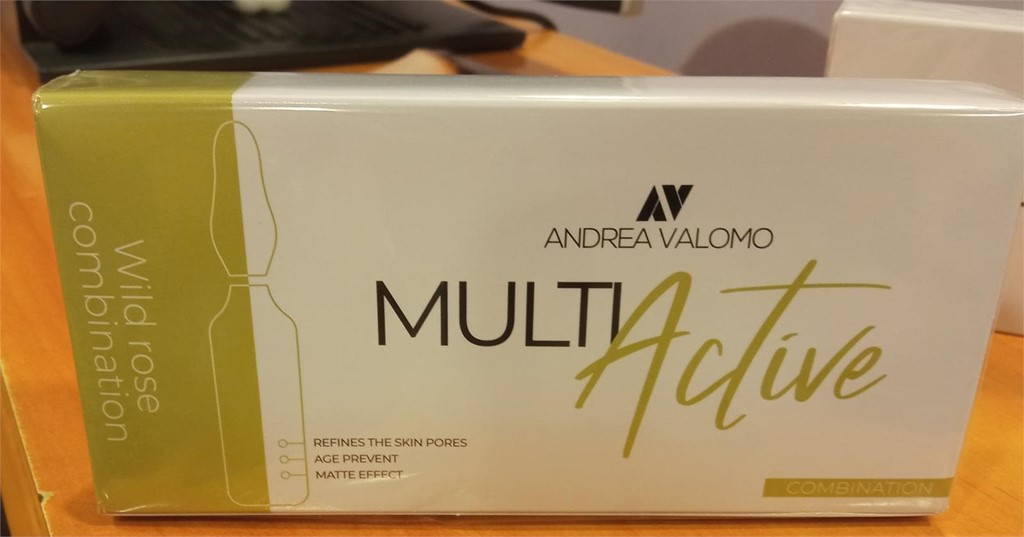 Wild rose
combination
AV
ANDREA VALOMO
MULTI Active
REFINES THE SKIN PORES
AGE PREVENT
MATTE EFFECT
COMBINATION